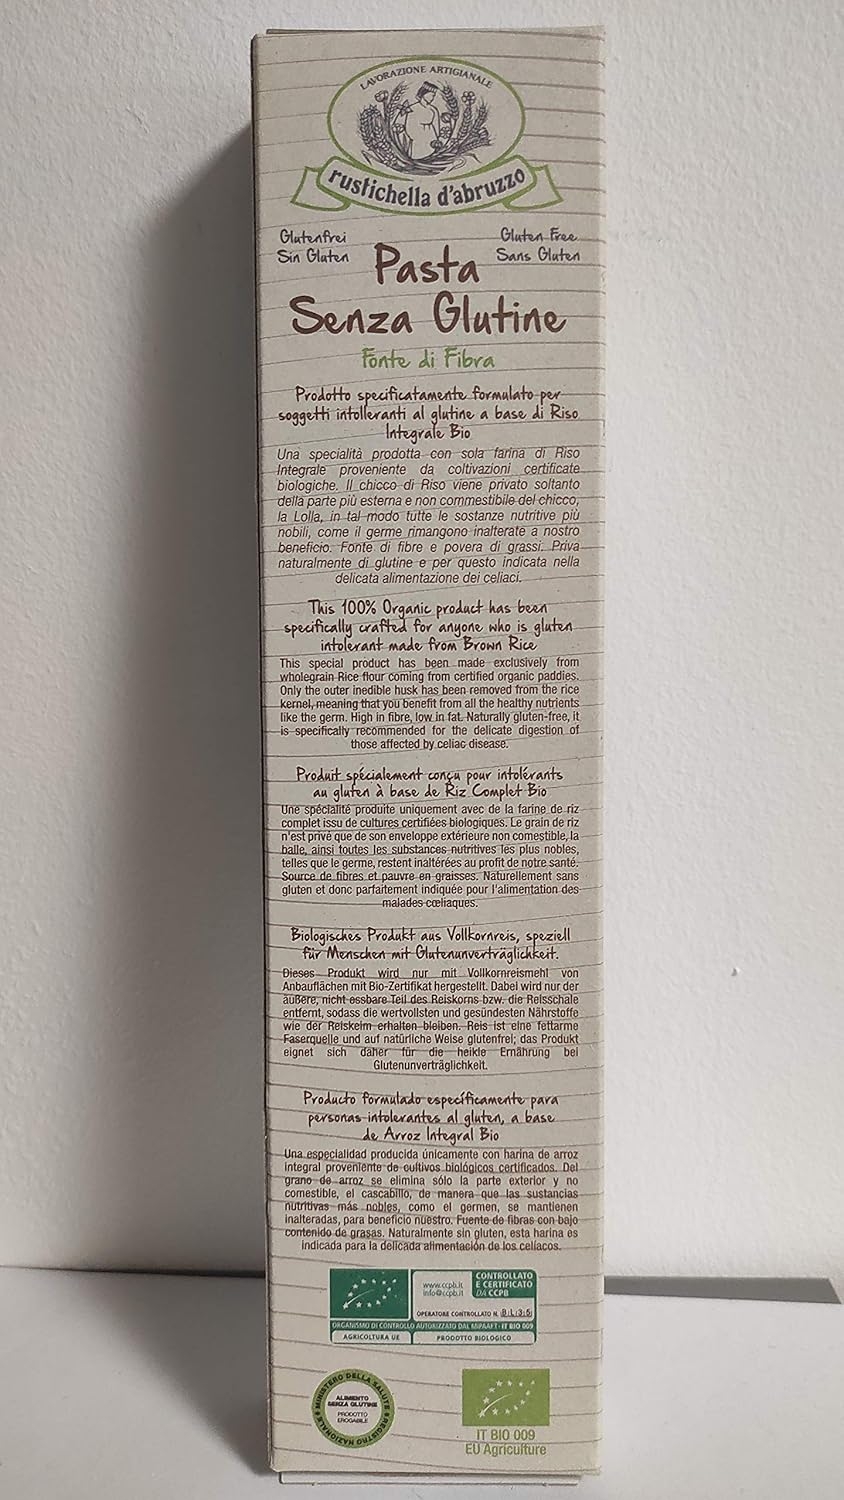 LAVORAZIONE ARTIGIANALE
rustichella d'abruzzo
Glutenfrei
Sin Gluten
Gluten Free
Sans Gluten
Pasta
Senza Glutine
Fonte di Fibra
Prodotto specificatamente formulato per
soggetti intolleranti al glutine a base di Riso
Integrale Bio
Una specialità prodotta con sola farina di Riso
Integrale proveniente da coltivazioni certificate
biologiche. Il chicco di Riso viene privato soltanto
della parte più esterna e non commestibile del chicco,
la Lolla, in tal modo tutte le sostanze nutritive più
nobili, come il germe rimangono inalterate a nostro
beneficio. Fonte di fibre e povera di grassi. Priva
naturalmente di glutine e per questo indicata nella
delicata alimentazione dei celiaci.
This 100% Organic product has been
specifically crafted for anyone who is gluten
intolerant made from Brown Rice
This special product has been made exclusively from
wholegrain Rice flour coming from certified organic paddies.
Only the outer inedible husk has been removed from the rice
kernel, meaning that you benefit from all the healthy nutrients
like the germ. High in fibre, low in fat. Naturally gluten-free, it
is specifically recommended for the delicate digestion of
those affected by celiac disease.
Produit spécialement conçu pour intolérants
au gluten à base de Riz Complet Bio
Une spécialité produite uniquement avec de la farine de riz
complet issu de cultures certifiées biologiques. Le grain de riz
n'est privé que de son enveloppe extérieure non comestible, la
balle, ainsi toutes les substances nutritives les plus nobles,
telles que le germe, restent inaltérées au profit de notre santé.
Source de fibres et pauvre en graisses. Naturellement sans
gluten et donc parfaitement indiquée pour l'alimentation des
malades cœliaques.
Biologisches Produkt aus Vollkornreis, speziell
für Menschen mit Glutenunverträglichkeit.
Dieses Produkt wird nur mit Vollkornreismehl von
Anbauflächen mit Bio-Zertifikat hergestellt. Dabei wird nur der
äußere, nicht essbare Teil des Reiskorns bzw. die Reisschale
entfernt, sodass die wertvollsten und gesündesten Nährstoffe
wie der Reiskeim erhalten bleiben. Reis ist eine fettarme
Faserquelle und auf natürliche Weise glutenfrei; das Produkt
eignet sich daher für die heikle Ernährung bei
Glutenunverträglichkeit.
Producto formulado específicamente para
personas intolerantes al gluten, a base
de Arroz Integral Bio
Una especialidad producida únicamente con harina de arroz
integral proveniente de cultivos biológicos certificados. Del
grano de arroz se elimina sólo la parte exterior y no
comestible, el cascabillo, de manera que las sustancias
nutritivas más nobles, como el germen, se mantienen
inalteradas, para beneficio nuestro. Fuente de fibras con bajo
contenido de grasas. Naturalmente sin gluten, esta harina es
indicada para la delicada alimentación de los celíacos.
www.ccpb.it
info@ccpb.it
CONTROLLATO
E CERTIFICATO
DA CCPB
OPERATORE CONTROLLATO N. B|L|3|5
ORGANISMO DI CONTROLLO AUTORIZZATO DAL MIPAAFT - IT BIO 009
AGRICOLTURA UE
PRODOTTO BIOLOGICO
MINISTERO DELLA SALUTE
REGISTRO NAZIONALE
ALIMENTO
SENZA GLUTINE
PRODOTTO
EROGABILE
IT BIO 009
EU Agriculture